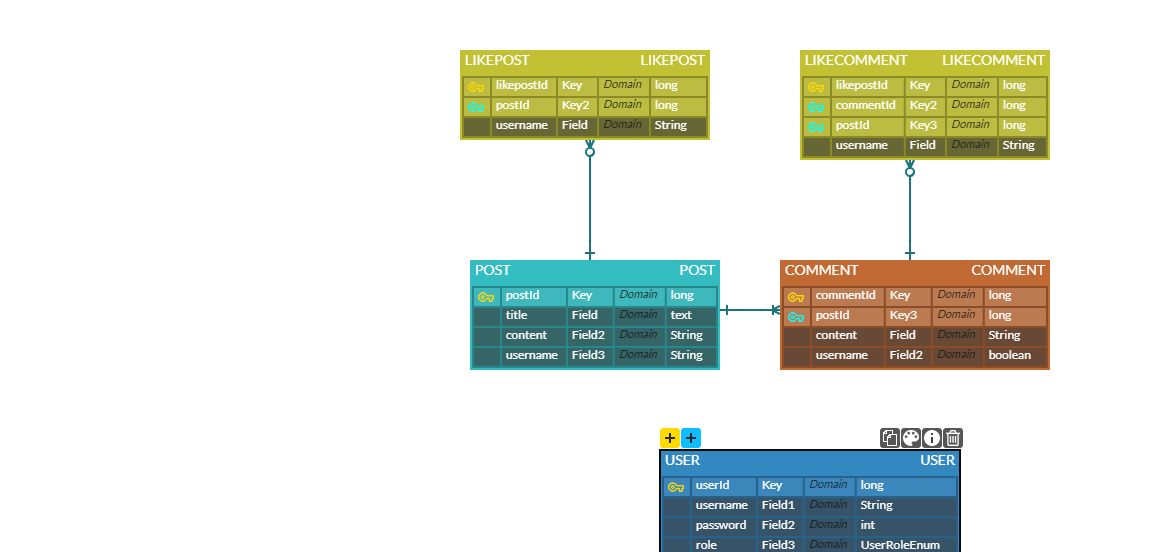 LIKEPOST LIKEPOST
likepostId Key Domain long
postId Key2 Domain long
username Field Domain String
LIKECOMMENT LIKECOMMENT
likepostId Key Domain long
commentId Key2 Domain long
postId Key3 Domain long
username Field Domain String
POST POST
postId Key Domain long
title Field Domain text
content Field2 Domain String
username Field3 Domain String
COMMENT COMMENT
commentId Key Domain long
postId Key3 Domain long
content Field Domain String
username Field2 Domain boolean
USER USER
userId Key Domain long
username Field1 Domain String
password Field2 Domain int
role Field3 Domain UserRoleEnum